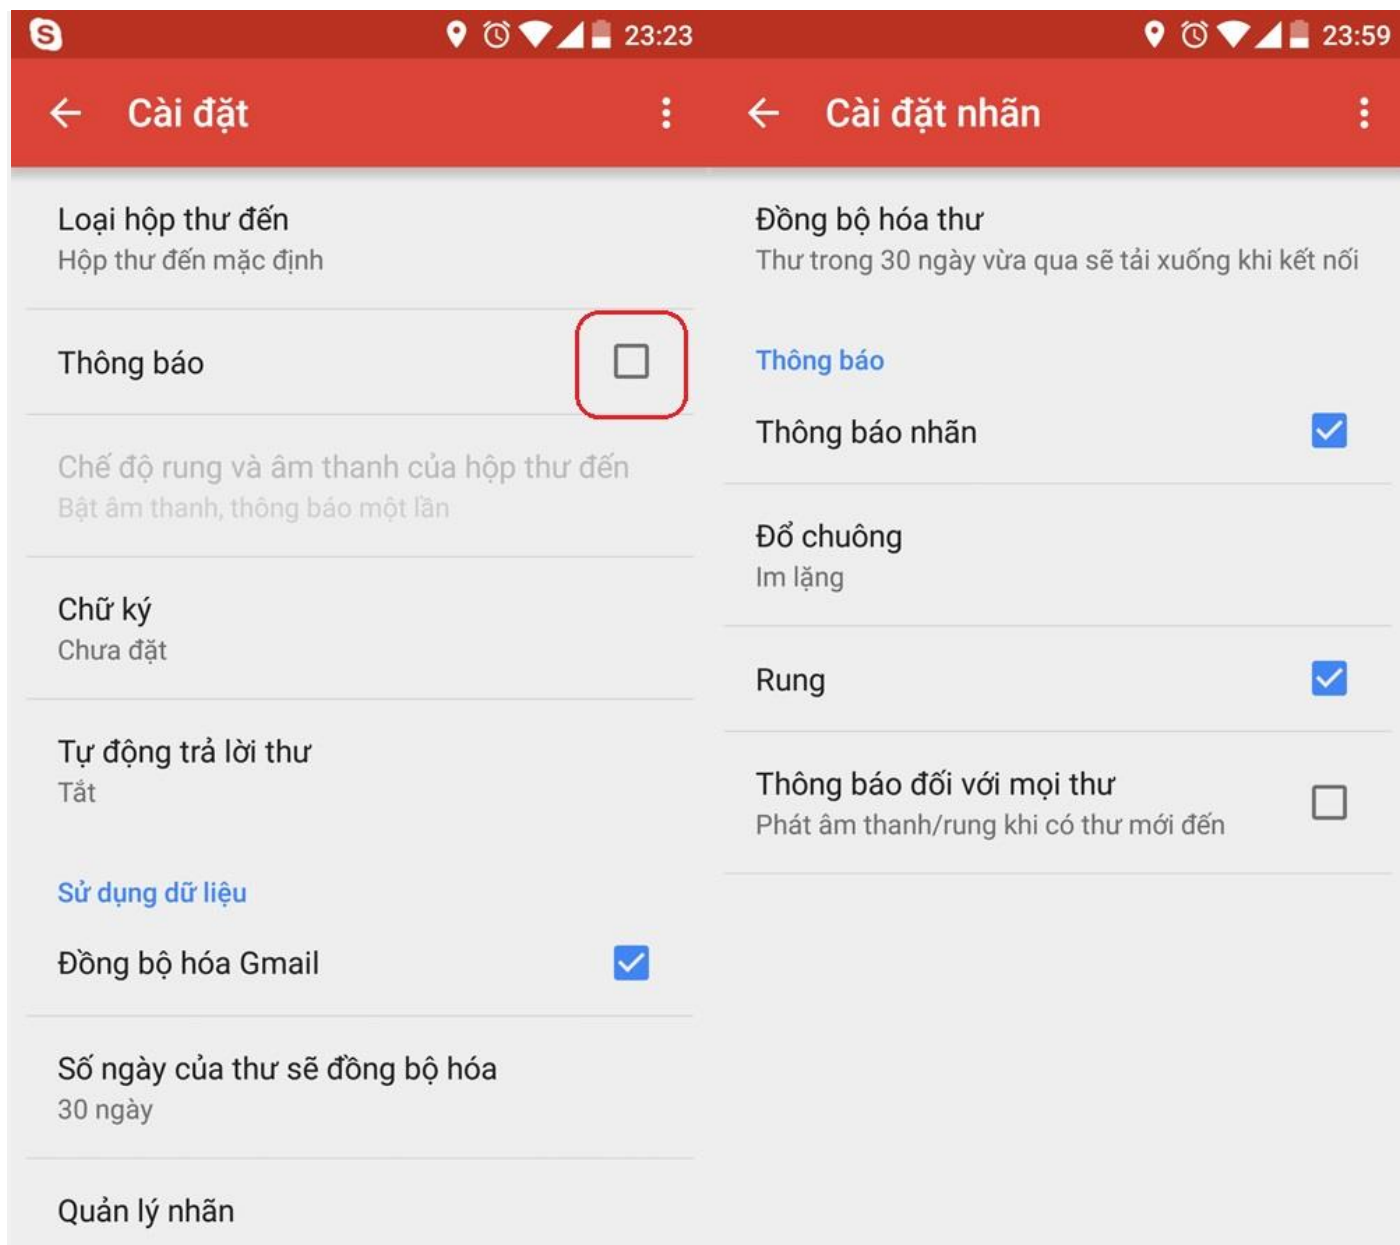 23:23
Cài đặt
Loại hộp thư đến
Hộp thư đến mặc định
Thông báo
Chế độ rung và âm thanh của hộp thư đến
Bật âm thanh, thông báo một lần
Chữ ký
Chưa đặt
Tự động trả lời thư
Tắt
Sử dụng dữ liệu
Đồng bộ hóa Gmail
Số ngày của thư sẽ đồng bộ hóa
30 ngày
Quản lý nhãn
23:59
Cài đặt nhãn
Đồng bộ hóa thư
Thư trong 30 ngày vừa qua sẽ tải xuống khi kết nối
Thông báo
Thông báo nhãn
Đổ chuông
Im lặng
Rung
Thông báo đối với mọi thư
Phát âm thanh/rung khi có thư mới đến